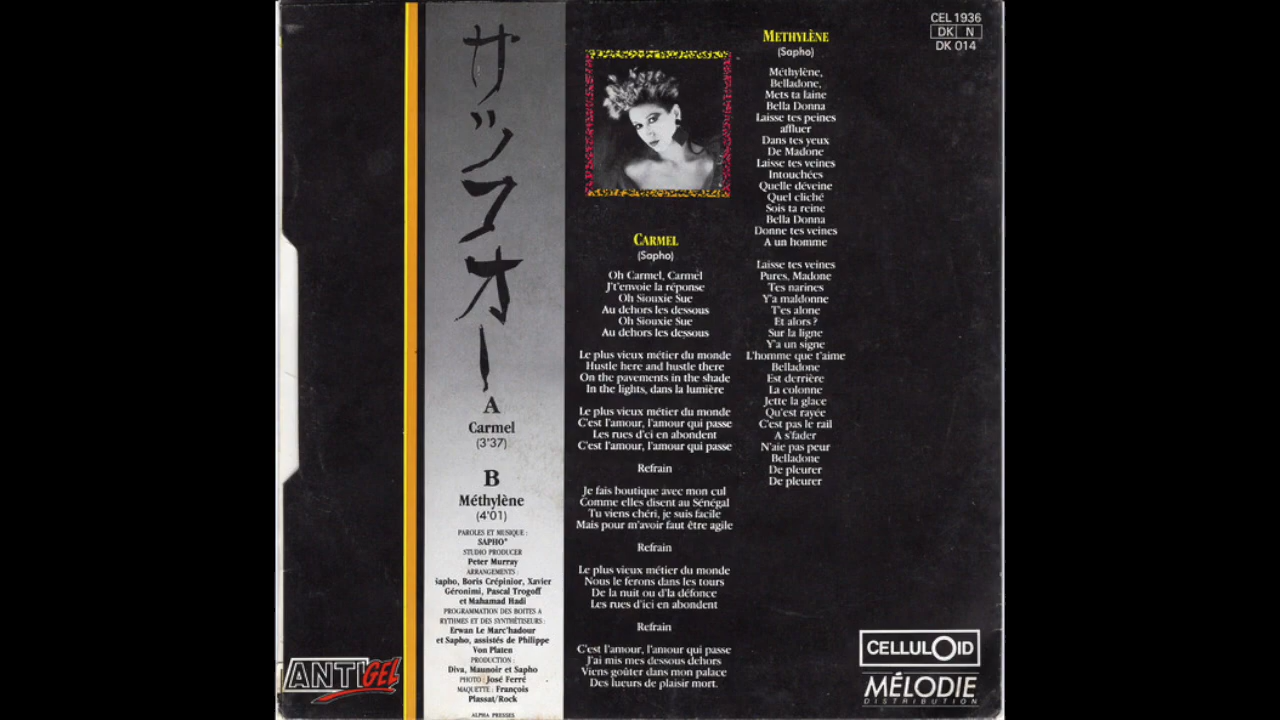 サッフォー
A
Carmel
(3'37)
B
Méthylène
(4'01)
PAROLES ET MUSIQUE :
SAPHO*
STUDIO PRODUCER
Peter Murray
ARRANGEMENTS :
Sapho, Boris Crépinior, Xavier
Géronimi, Pascal Trogoff
et Mahamad Hadi
PROGRAMMATION DES BOITES A
RYTHMES ET DES SYNTHÉTISEURS :
Erwan Le Marc'hadour
et Sapho, assistés de Philippe
Von Platen
PRODUCTION :
Diva, Maunoir et Sapho
PHOTO : José Ferré
MAQUETTE : François
Plassat/Rock
ALPHA PRESSES
ANTIGEL
CARMEL
(Sapho)
Oh Carmel, Carmel
J't'envoie la réponse
Oh Siouxie Sue
Au dehors les dessous
Oh Siouxie Sue
Au dehors les dessous
Le plus vieux métier du monde
Hustle here and hustle there
On the pavements in the shade
In the lights, dans la lumière
Le plus vieux métier du monde
C'est l'amour, l'amour qui passe
Les rues d'ci en abondent
C'est l'amour, l'amour qui passe
Refrain
Je fais boutique avec mon cul
Comme elles disent au Sénégal
Tu viens chéri, je suis facile
Mais pour m'avoir faut être agile
Refrain
Le plus vieux métier du monde
Nous le ferons dans les tours
De la nuit ou d'la défonce
Les rues d'ici en abondent
Refrain
C'est l'amour, l'amour qui passe
J'ai mis mes dessous dehors
Viens goûter dans mon palace
Des lueurs de plaisir mort.
METHYLÈNE
(Sapho)
Méthylène,
Belladone,
Mets ta laine
Bella Donna
Laisse tes peines
affluer
Dans tes yeux
De Madone
Laisse tes veines
Intouchées
Quelle déveine
Quel cliché
Sois ta reine
Bella Donna
Donne tes veines
A un homme
Laisse tes veines
Pures, Madone
Tes narines
Y'a maldonne
T'es alone
Et alors ?
Sur la ligne
Y'a un signe
L'homme que t'aime
Belladone
Est derrière
La colonne
Jette la glace
Qu'est rayée
C'est pas le rail
A s'fader
N'aie pas peur
Belladone
De pleurer
De pleurer
CEL 1936
DK N
DK 014
CELLULOID
MÉLODIE
DISTRIBUTION